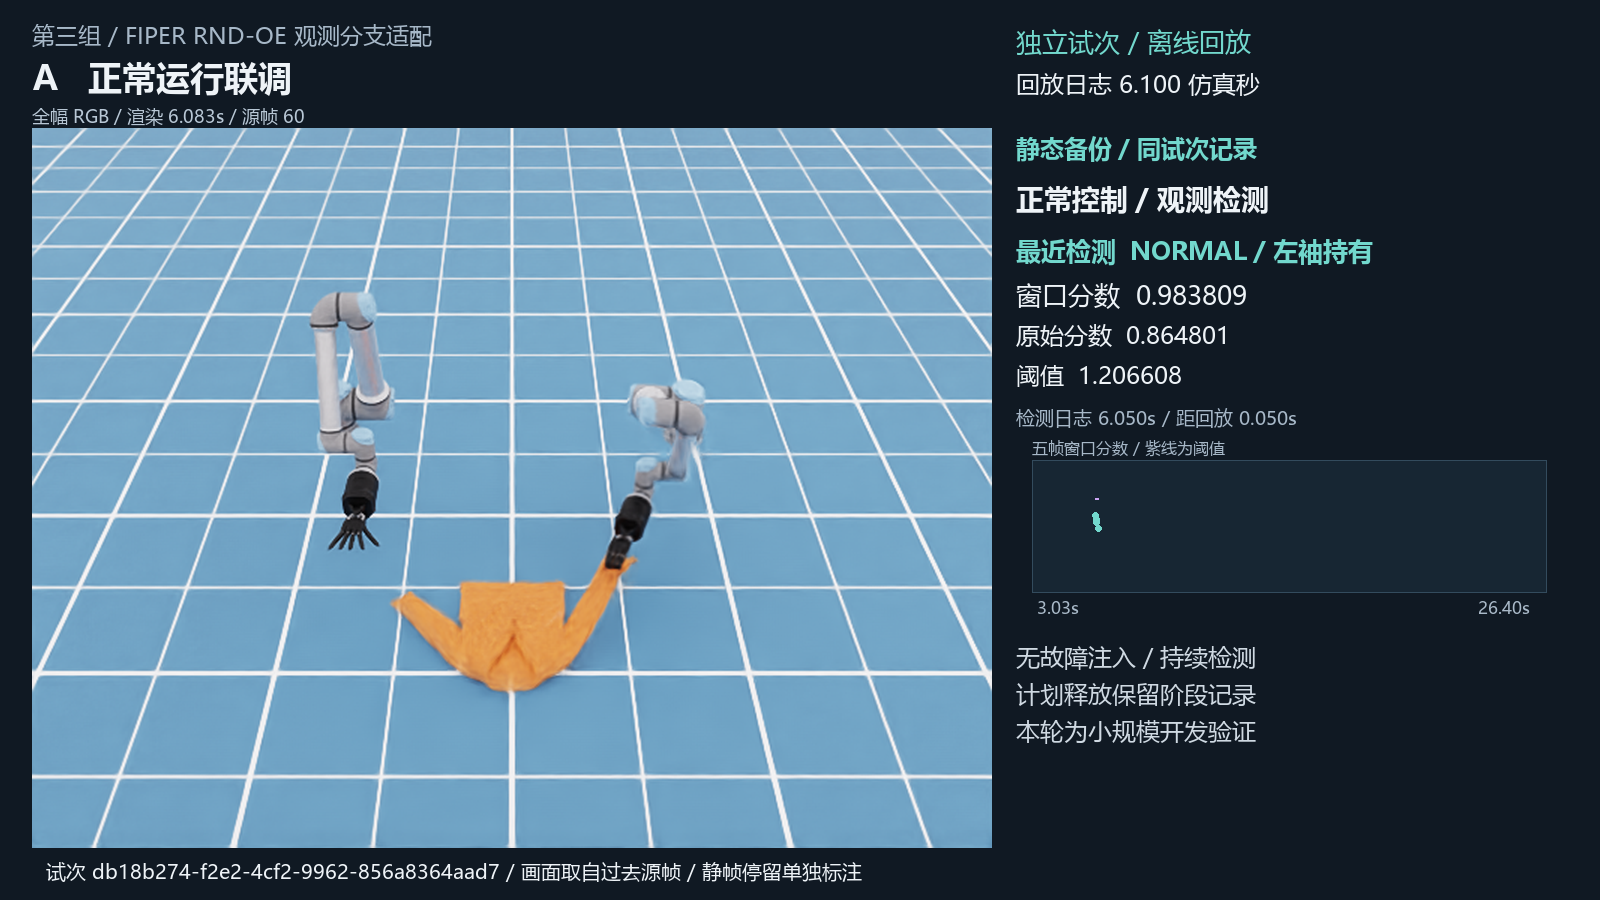 第三组 / FIPER RND-OE 观测分支适配
A 正常运行联调
全幅 RGB / 渲染 6.083s / 源帧 60
独立试次 / 离线回放
回放日志 6.100 仿真秒
静态备份 / 同试次记录
正常控制 / 观测检测
最近检测 NORMAL / 左袖持有
窗口分数 0.983809
原始分数 0.864801
阈值 1.206608
检测日志 6.050s / 距回放 0.050s
五帧窗口分数 / 紫线为阈值
3.03s 26.40s
无故障注入 / 持续检测
计划释放保留阶段记录
本轮为小规模开发验证
试次 db18b274-f2e2-4cf2-9962-856a8364aad7 / 画面取自过去源帧 / 静帧停留单独标注